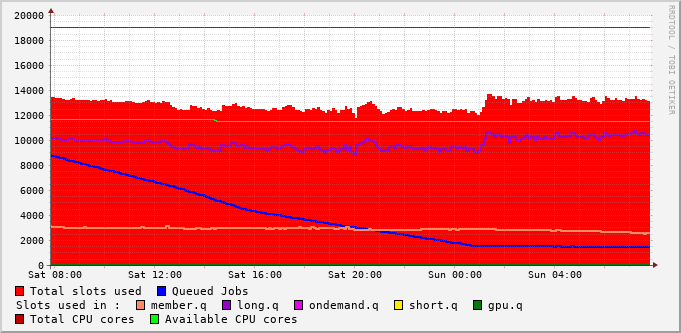 RRDTOOL / TOBI OETIKER
20000
18000
16000
14000
12000
10000
8000
6000
4000
2000
0
Sat 08:00 Sat 12:00 Sat 16:00 Sat 20:00 Sun 00:00 Sun 04:00
Total slots used Queued Jobs
Slots used in : member.q long.q ondemand.q short.q gpu.q
Total CPU cores Available CPU cores